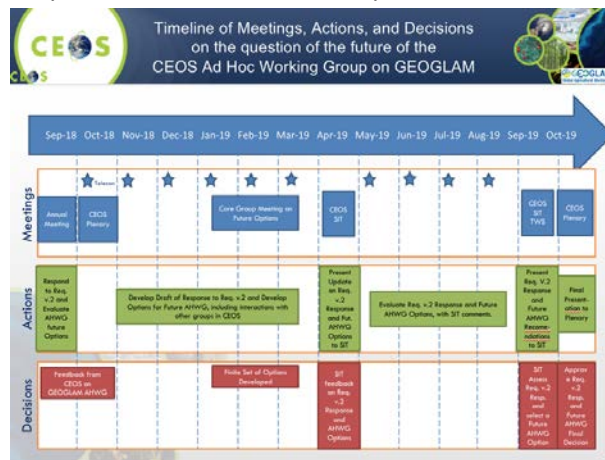 CEOS
Timeline of Meetings, Actions, and Decisions
on the question of the future of the
CEOS Ad Hoc Working Group on GEOGLAM
CEOS
GEOGLAM
Sep-18 Oct-18 Nov-18 Dec-18 Jan-19 Feb-19 Mar-19 Apr-19 May-19 Jun-19 Jul-19 Aug-19 Sep-19 Oct-19
Meetings
Telecon
Annual
Meeting
CEOS
Plenary
Core Group Meeting on
Future Options
CEOS
SIT
CEOS
SIT
TWS
CEOS
Plenary
Actions
Respond
to Req.
v.2 and
Evaluate
AHWG
future
Options
Develop Draft of Response to Req. v.2 and Develop
Options for Future AHWG, including interactions with
other groups in CEOS
Present
Update
on Req.
v.2
Response
and Fut.
AHWG
Options
to SIT
Evaluate Req. v.2 Response and Future
AHWG Options, with SIT comments
Present
Req. V.2
Response
and
Future
AHWG
Recome-
ndations
to SIT
Final
Present-
ation to
Plenary
Decisions
Feedback from
CEOS on
GEOGLAM AHWG
Finite Set of Options
Developed
SIT
feedback
on Req.
v.2
Response
and
AHWG
Options
SIT
Assess
Req. v.2
Resp.
and
select a
Future
AHWG
Option
Approv
e Req.
v.2
Resp.
and
Future
AHWG
Final
Decision